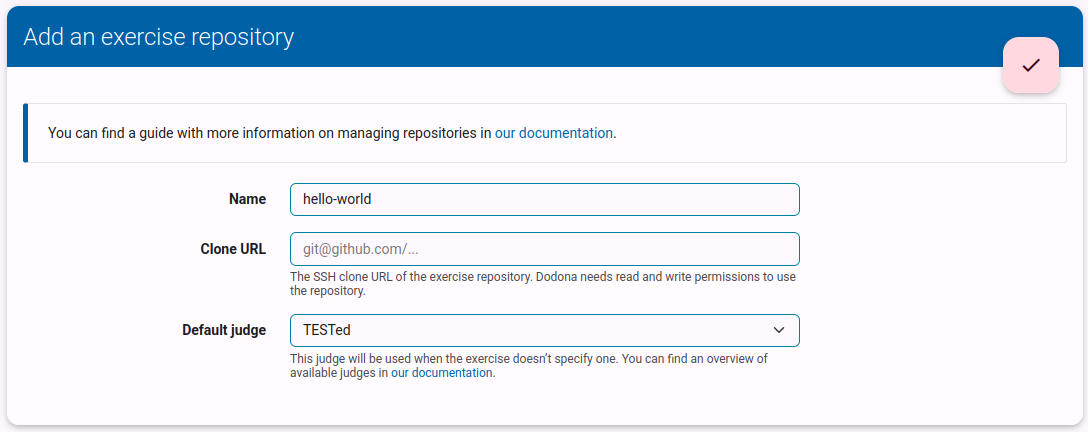 Add an exercise repository
You can find a guide with more information on managing repositories in our documentation.
Name
hello-world
Clone URL
git@github.com/...
The SSH clone URL of the exercise repository. Dodona needs read and write permissions to use
the repository.
Default judge
TESTed
This judge will be used when the exercise doesn't specify one. You can find an overview of
available judges in our documentation.